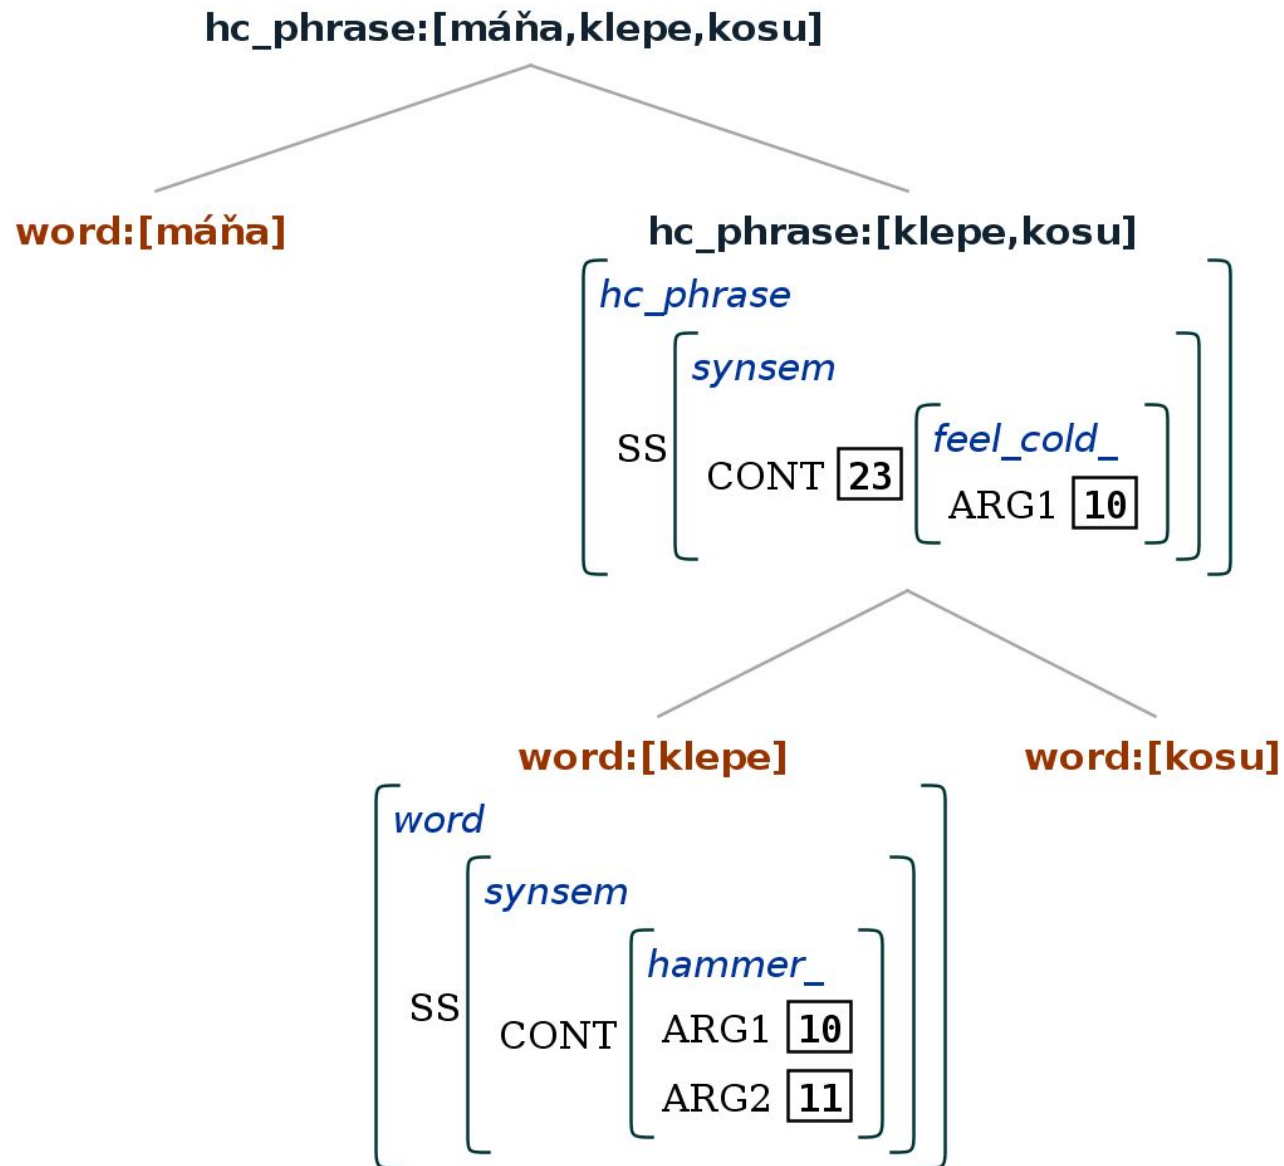 hc_phrase:[máňa,klepe,kosu]
word:[máňa]
hc_phrase:[klepe,kosu]
hc_phrase
SS
synsem
CONT 23
feel_cold_
ARG1 10
word:[klepe]
word:[kosu]
word
SS
synsem
CONT
hammer_
ARG1 10
ARG2 11